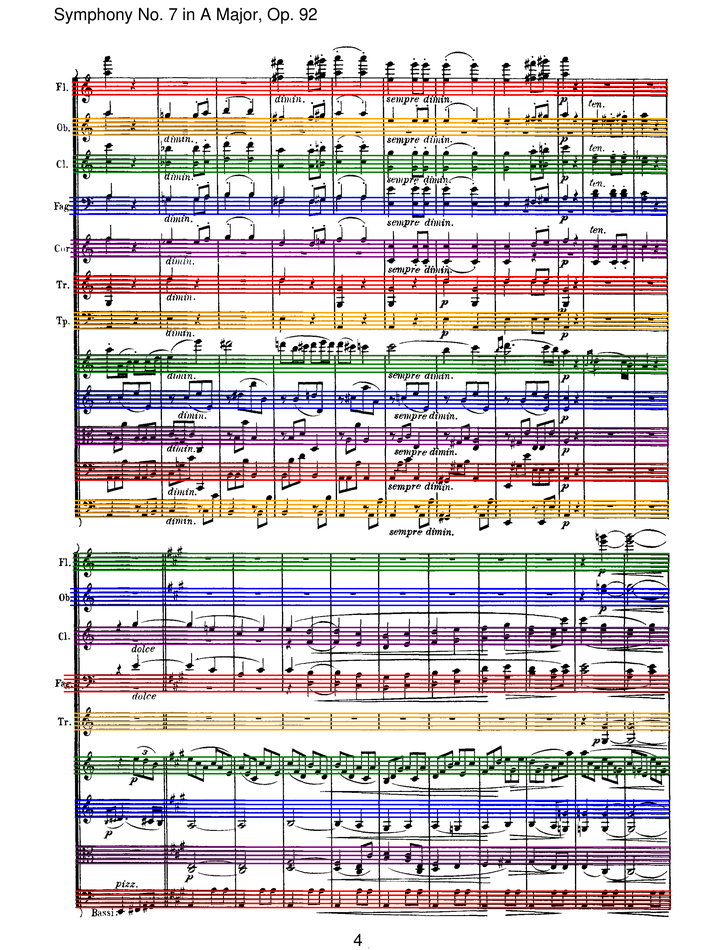 Symphony No. 7 in A Major, Op. 92
Fl.
dimin. sempre dimin. p ten.
Ob.
dimin. sempre dimin. p ten.
Cl.
dimin. sempre dimin. p ten.
Fag
dimin. sempre dimin. p ten.
Cor.
dimin. sempre dimin. p
Tr.
dimin. p p
Tp.
dimin. p p
dimin. sempre dimin. p
dimin. sempre dimin. p
dimin. sempre dimin. p
dimin. sempre dimin. p
dimin. sempre dimin. p
Fl.
p
Ob
p
Cl.
dolce
Fag.
dolce
Tr.
p
p 3
p
p
pizz.
Bassi.
4